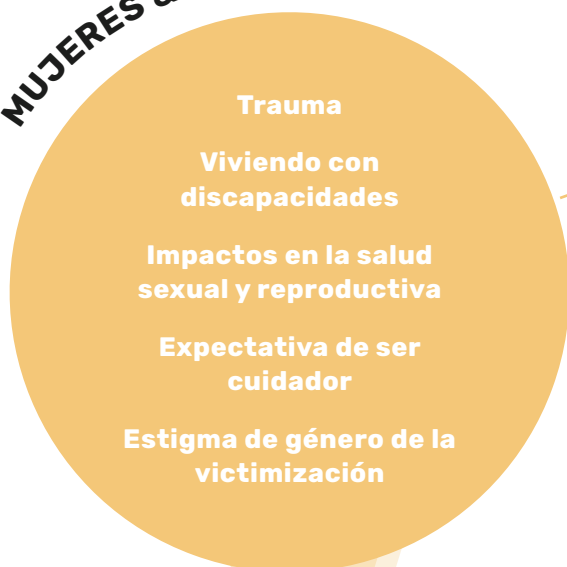 MUJERES
Trauma
Viviendo con
discapacidades
Impactos en la salud
sexual y reproductiva
Expectativa de ser
cuidador
Estigma de género de la
victimización